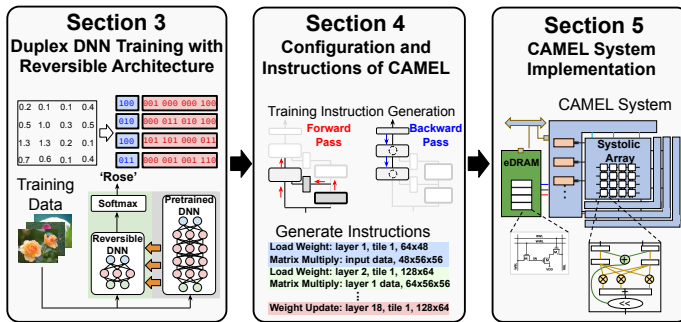 Section 3
Duplex DNN Training with
Reversible Architecture
0.2 0.1 0.1 0.4
0.5 1.0 0.3 0.5
1.3 1.3 0.2 0.1
0.7 0.6 0.1 0.4
100 001 000 000 100
010 000 011 010 100
100 101 101 000 011
011 000 001 001 110
'Rose'
Training
Data
Softmax
Pretrained
DNN
Reversible
DNN
Section 4
Configuration and
Instructions of CAMEL
Training Instruction Generation
Forward
Pass
Backward
Pass
Generate Instructions
Load Weight: layer 1, tile 1, 64x48
Matrix Multiply: input data, 48x56x56
Load Weight: layer 2, tile 1, 128x64
Matrix Multiply: layer 1 data, 64x56x56
Weight Update: layer 18, tile 1, 128x64
Section 5
CAMEL System
Implementation
CAMEL System
eDRAM
Systolic
Array
<<